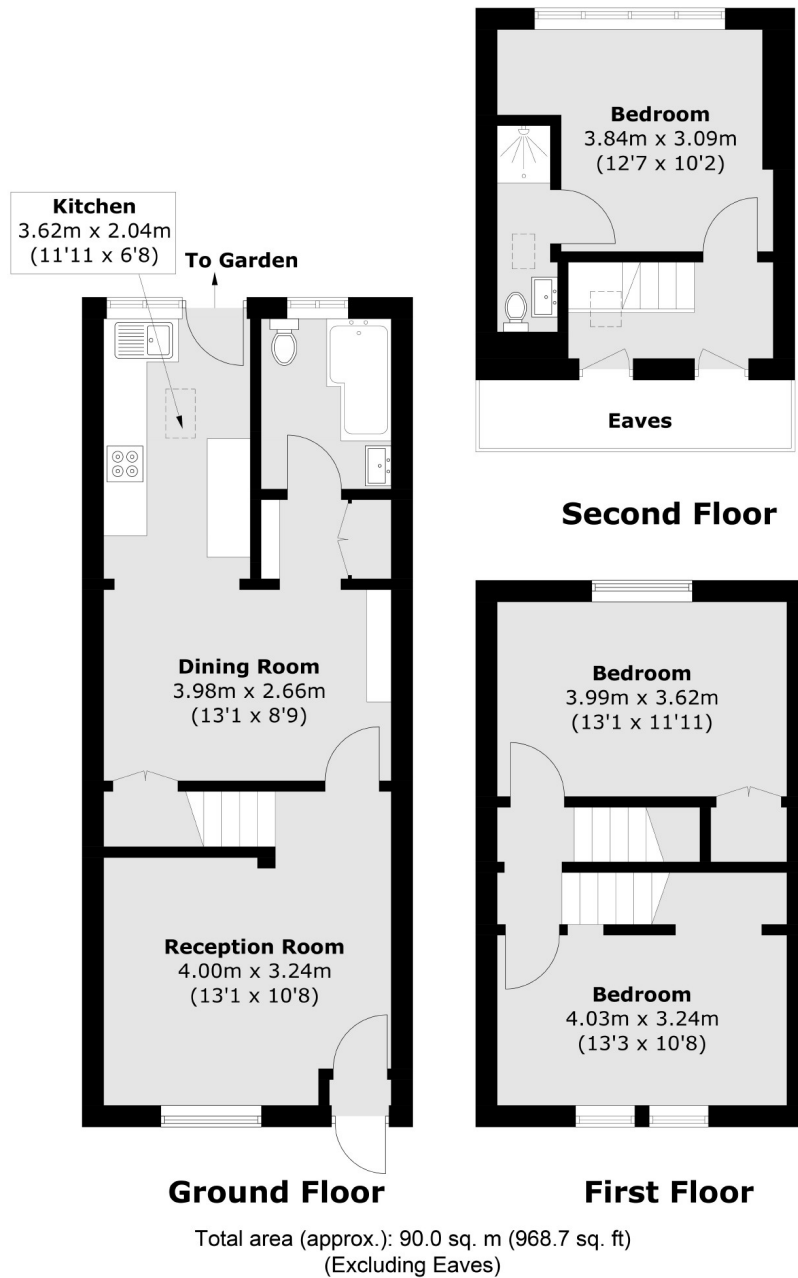 Bedroom
3.84m x 3.09m
(12'7 x 10'2)
Kitchen
3.62m x 2.04m
(11'11 x 6'8)
To Garden
Eaves
Second Floor
Dining Room
3.98m x 2.66m
(13'1 x 8'9)
Bedroom
3.99m x 3.62m
(13'1 x 11'11)
Reception Room
4.00m x 3.24m
(13'1 x 10'8)
Bedroom
4.03m x 3.24m
(13'3 x 10'8)
Ground Floor
First Floor
Total area (approx.): 90.0 sq. m (968.7 sq. ft)
(Excluding Eaves)